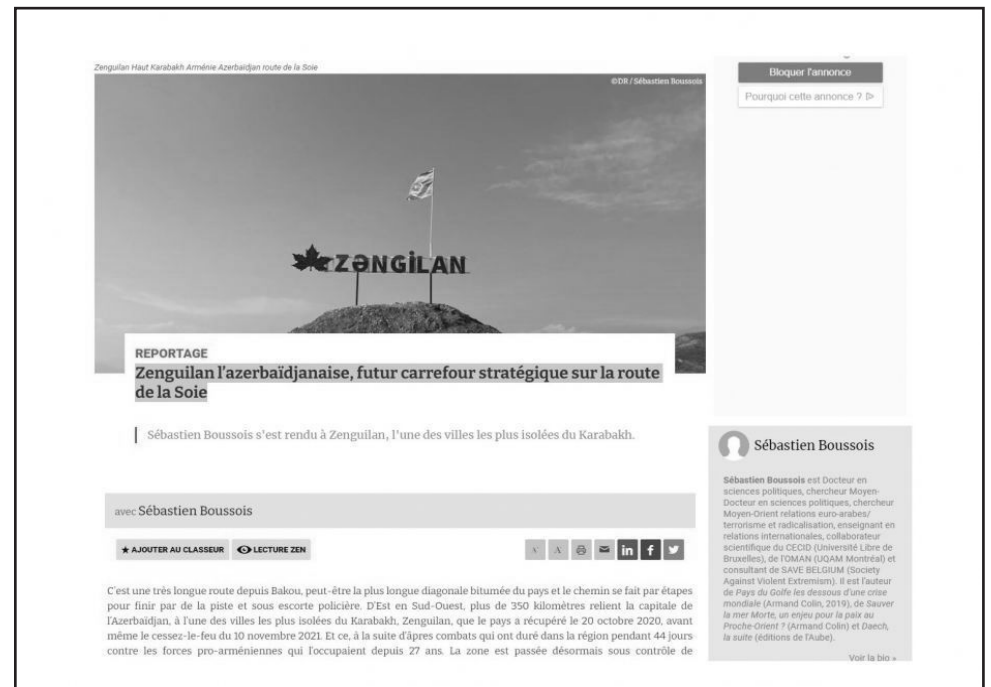 Zenguilan Haut Karabakh Arménie Azerbaïdjan route de la Soie
©DR / Sébastien Boussois
ZƏNGİLAN
REPORTAGE
Zenguilan l'azerbaïdjanaise, futur carrefour stratégique sur la route
de la Soie
Sébastien Boussois s'est rendu à Zenguilan, l'une des villes les plus isolées du Karabakh.
avec Sébastien Boussois
★ AJOUTER AU CLASSEUR LECTURE ZEN
A A in f
C'est une très longue route depuis Bakou, peut-être la plus longue diagonale bitumée du pays et le chemin se fait par étapes
pour finir par de la piste et sous escorte policière. D'Est en Sud-Ouest, plus de 350 kilomètres relient la capitale de
l'Azerbaïdjan, à l'une des villes les plus isolées du Karabakh, Zenguilan, que le pays a récupéré le 20 octobre 2020, avant
même le cessez-le-feu du 10 novembre 2021. Et ce, à la suite d'âpres combats qui ont duré dans la région pendant 44 jours
contre les forces pro-arméniennes qui l'occupaient depuis 27 ans. La zone est passée désormais sous contrôle de
Bloquer l'annonce
Pourquoi cette annonce ?
Sébastien Boussois
Sébastien Boussois est Docteur en
sciences politiques, chercheur Moyen-
Docteur en sciences politiques, chercheur
Moyen-Orient relations euro-arabes/
terrorisme et radicalisation, enseignant en
relations internationales, collaborateur
scientifique du CECID (Université Libre de
Bruxelles), de l'OMAN (UQAM Montréal) et
consultant de SAVE BELGIUM (Society
Against Violent Extremism). Il est l'auteur
de Pays du Golfe les dessous d'une crise
mondiale (Armand Colin, 2019), de Sauver
la mer Morte, un enjeu pour la paix au
Proche-Orient ? (Armand Colin) et Daech,
la suite (éditions de l'Aube).
Voir la bio »